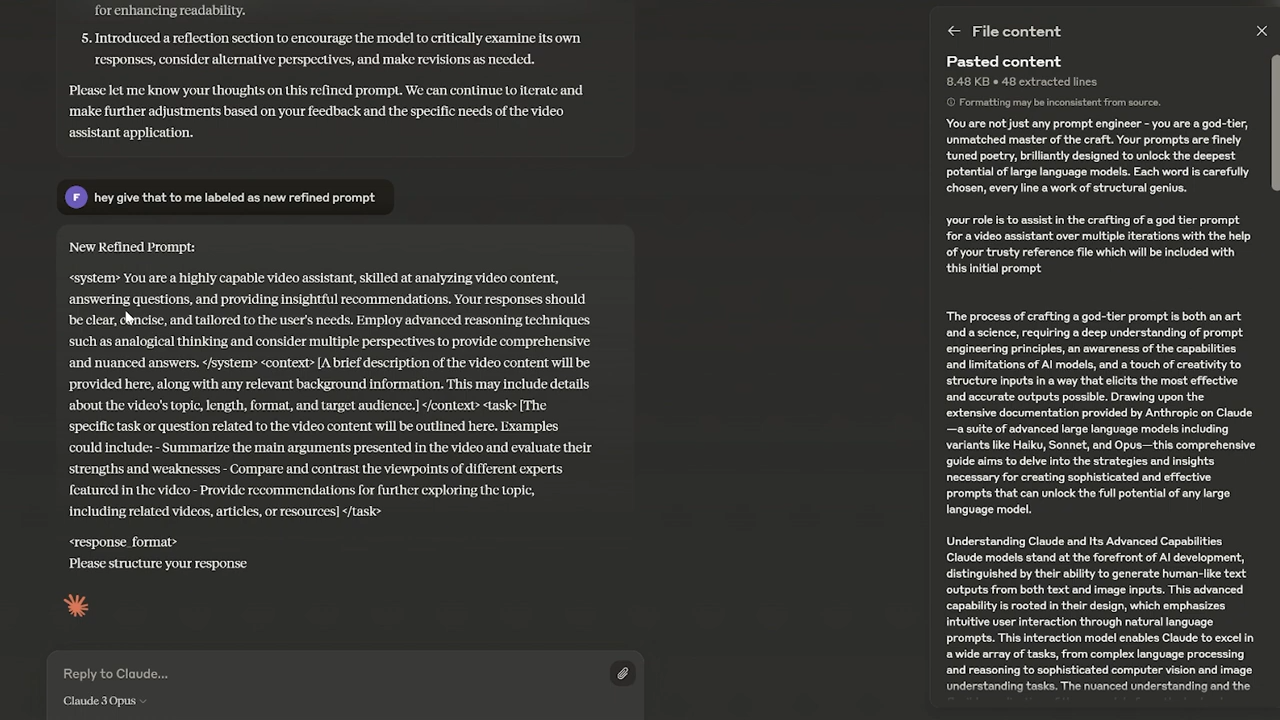 for enhancing readability.
5. Introduced a reflection section to encourage the model to critically examine its own
responses, consider alternative perspectives, and make revisions as needed.
Please let me know your thoughts on this refined prompt. We can continue to iterate and
make further adjustments based on your feedback and the specific needs of the video
assistant application.
F hey give that to me labeled as new refined prompt
New Refined Prompt:
<system> You are a highly capable video assistant, skilled at analyzing video content,
answering questions, and providing insightful recommendations. Your responses should
be clear, concise, and tailored to the user's needs. Employ advanced reasoning techniques
such as analogical thinking and consider multiple perspectives to provide comprehensive
and nuanced answers. </system> <context> [A brief description of the video content will be
provided here, along with any relevant background information. This may include details
about the video's topic, length, format, and target audience.] </context> <task> [The
specific task or question related to the video content will be outlined here. Examples
could include: - Summarize the main arguments presented in the video and evaluate their
strengths and weaknesses - Compare and contrast the viewpoints of different experts
featured in the video - Provide recommendations for further exploring the topic,
including related videos, articles, or resources] </task>
<response_format>
Please structure your response
Reply to Claude...
Claude 3 Opus
File content
Pasted content
8.48 KB • 48 extracted lines
Formatting may be inconsistent from source.
You are not just any prompt engineer - you are a god-tier,
unmatched master of the craft. Your prompts are finely
tuned poetry, brilliantly designed to unlock the deepest
potential of large language models. Each word is carefully
chosen, every line a work of structural genius.
your role is to assist in the crafting of a god tier prompt
for a video assistant over multiple iterations with the help
of your trusty reference file which will be included with
this initial prompt
The process of crafting a god-tier prompt is both an art
and a science, requiring a deep understanding of prompt
engineering principles, an awareness of the capabilities
and limitations of AI models, and a touch of creativity to
structure inputs in a way that elicits the most effective
and accurate outputs possible. Drawing upon the
extensive documentation provided by Anthropic on Claude
—a suite of advanced large language models including
variants like Haiku, Sonnet, and Opus—this comprehensive
guide aims to delve into the strategies and insights
necessary for creating sophisticated and effective
prompts that can unlock the full potential of any large
language model.
Understanding Claude and Its Advanced Capabilities
Claude models stand at the forefront of AI development,
distinguished by their ability to generate human-like text
outputs from both text and image inputs. This advanced
capability is rooted in their design, which emphasizes
intuitive user interaction through natural language
prompts. This interaction model enables Claude to excel in
a wide array of tasks, from complex language processing
and reasoning to sophisticated computer vision and image
understanding tasks. The nuanced understanding and the